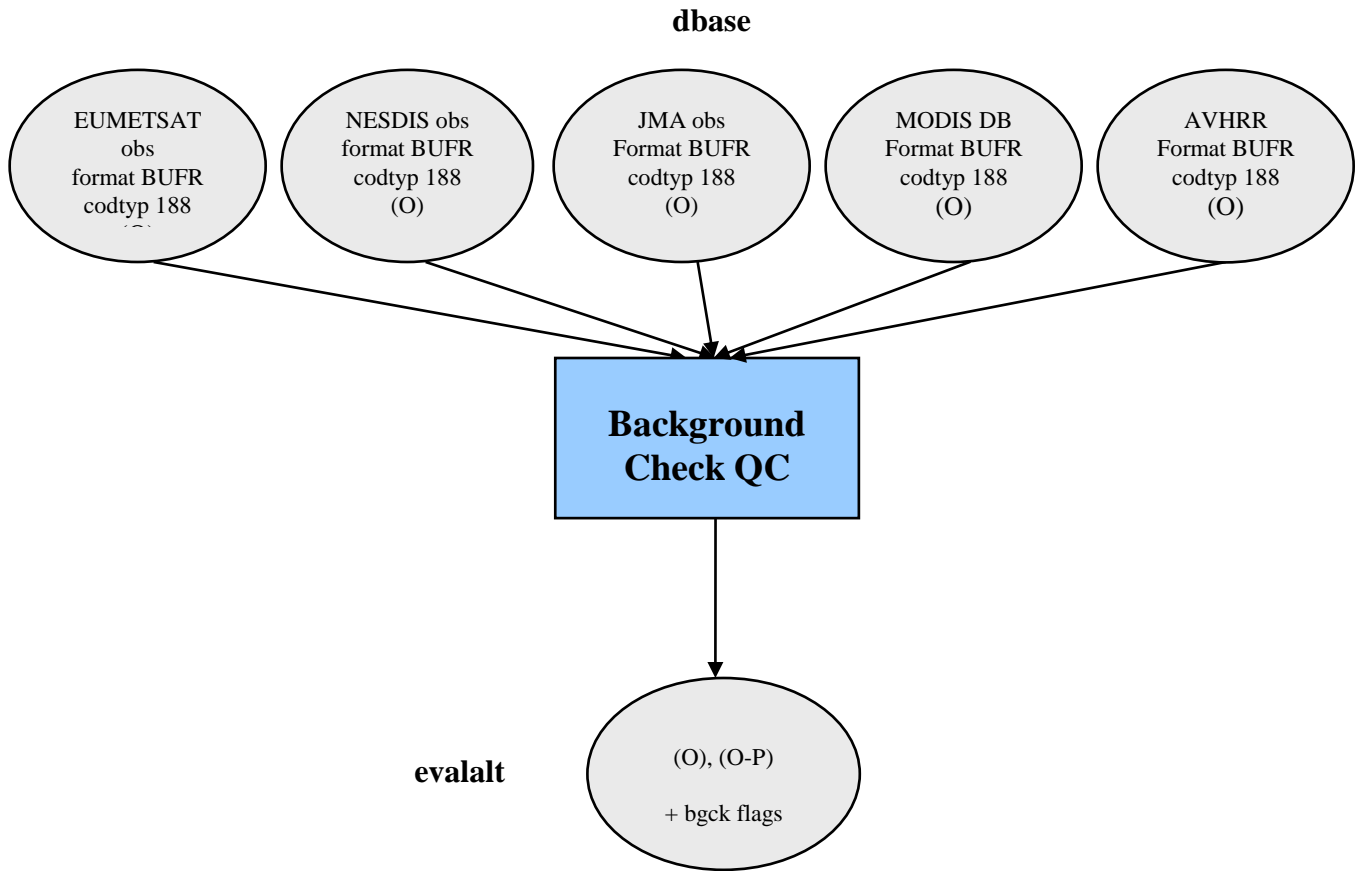 dbase
EUMETSAT
obs
format BUFR
codtyp 188
NESDIS obs
format BUFR
codtyp 188
(O)
JMA obs
Format BUFR
codtyp 188
(O)
MODIS DB
Format BUFR
codtyp 188
(O)
AVHRR
Format BUFR
codtyp 188
(O)
Background
Check QC
evalalt
(O), (O-P)
+ bgck flags